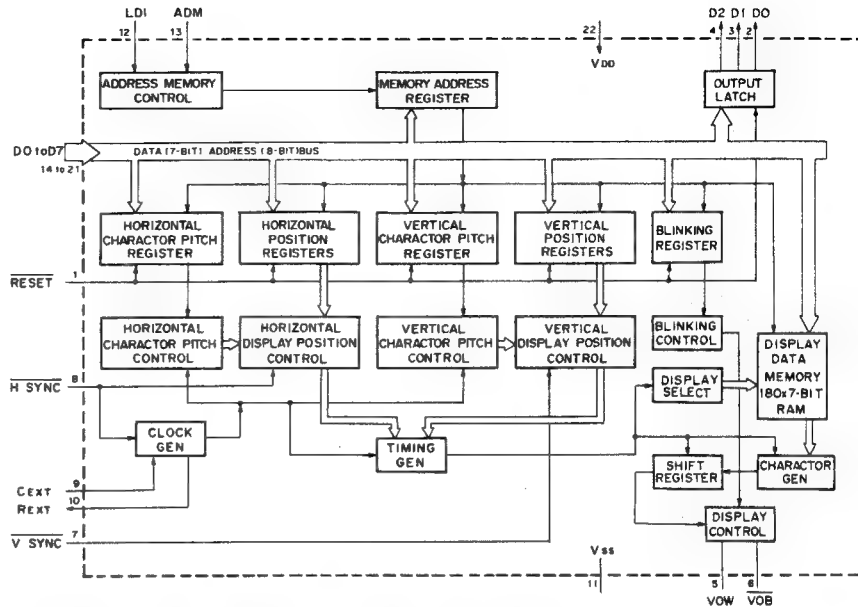 LDI ADM
12 13
22
VDD
D2 D1 DO
4 3 2
ADDRESS MEMORY
CONTROL
MEMORY ADDRESS
REGISTER
OUTPUT
LATCH
DO toD7
14 to 21
DATA (7-BIT) ADDRESS (8-BIT)BUS
HORIZONTAL
CHARACTOR PITCH
REGISTER
HORIZONTAL
POSITION
REGISTERS
VERTICAL
CHARACTOR PITCH
REGISTER
VERTICAL
POSITION
REGISTERS
BLINKING
REGISTER
RESET
1
HORIZONTAL
CHARACTOR PITCH
CONTROL
HORIZONTAL
DISPLAY POSITION
CONTROL
VERTICAL
CHARACTOR PITCH
CONTROL
VERTICAL
DISPLAY POSITION
CONTROL
BLINKING
CONTROL
DISPLAY
DATA
MEMORY
180x7-BIT
RAM
H SYNC
8
DISPLAY
SELECT
CLOCK
GEN
TIMING
GEN
SHIFT
REGISTER
CHARACTOR
GEN
CEXT
9
REXT
10
V SYNC
7
DISPLAY
CONTROL
VSS
11
5 6
VOW VOB